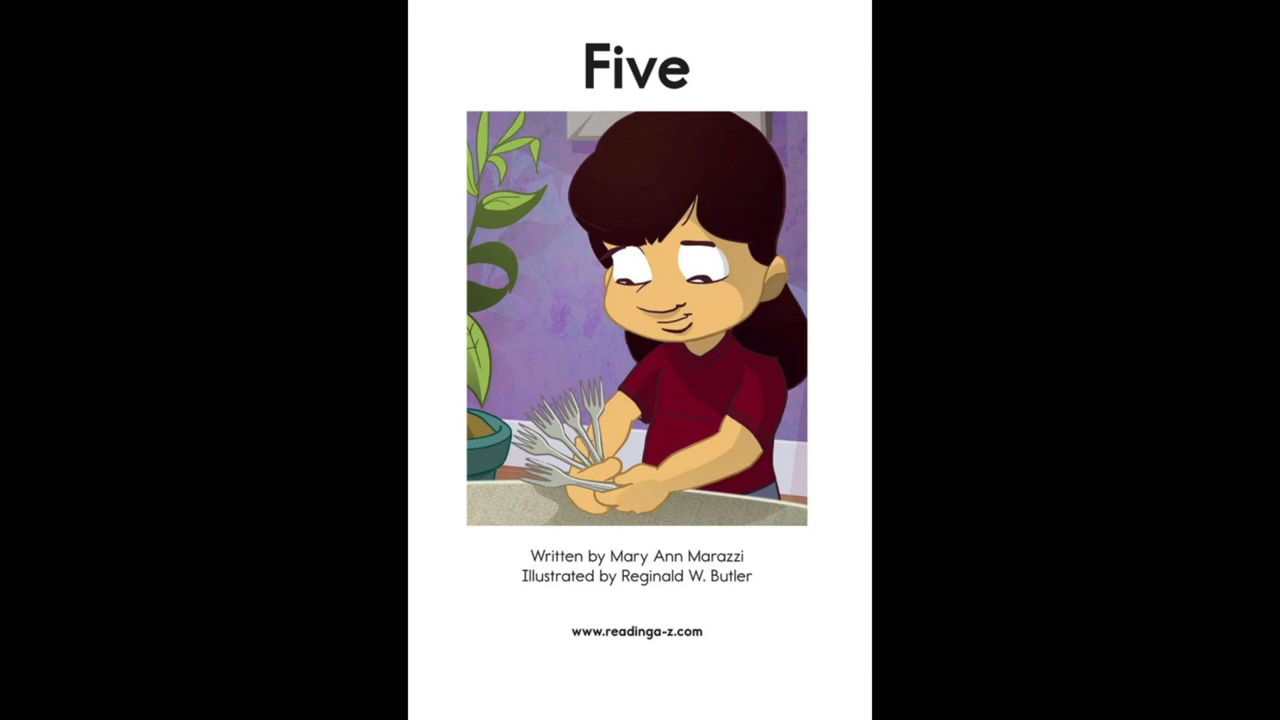 Five
Written by Mary Ann Marazzi
Illustrated by Reginald W. Butler
www.readinga-z.com